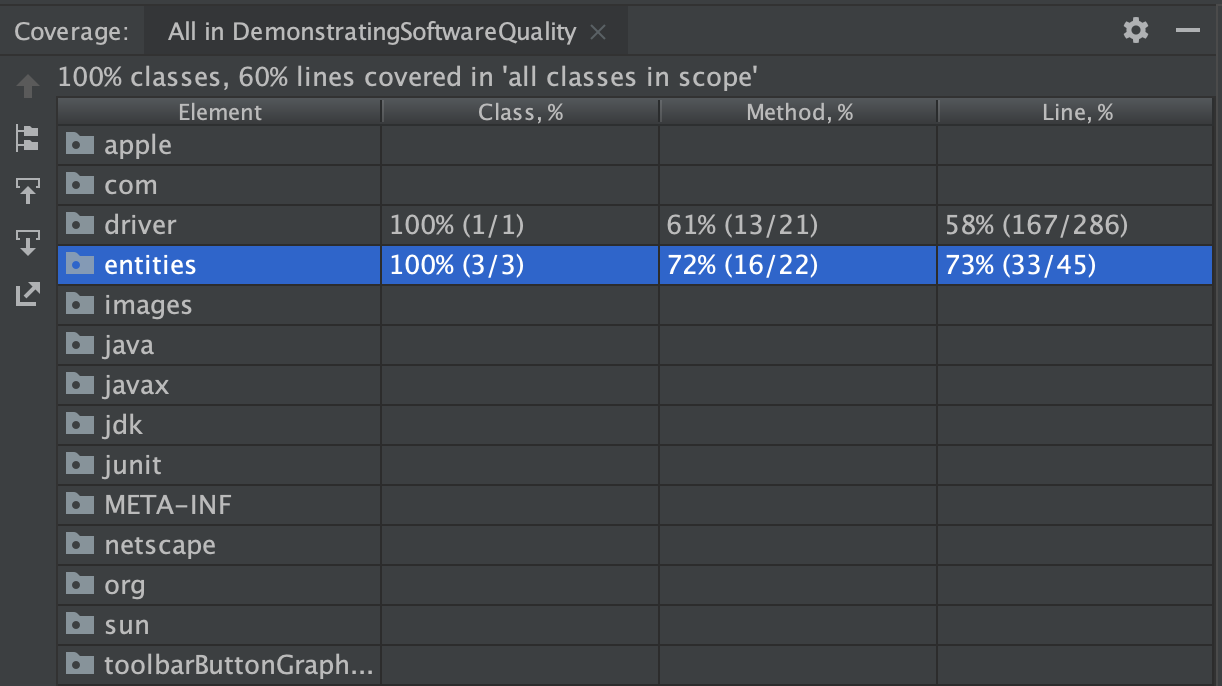 Coverage: All in DemonstratingSoftwareQuality
100% classes, 60% lines covered in 'all classes in scope'
Element Class, % Method, % Line, %
apple
com
driver 100% (1/1) 61% (13/21) 58% (167/286)
entities 100% (3/3) 72% (16/22) 73% (33/45)
images
java
javax
jdk
junit
META-INF
netscape
org
sun
toolbarButtonGraph...